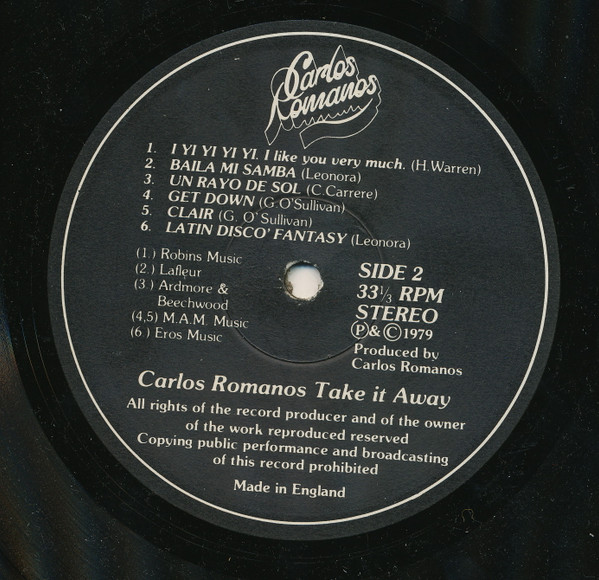 Carlos
Romanos
1. I YI YI YI YI. I like you very much. (H.Warren)
2. BAILA MI SAMBA (Leonora)
3. UN RAYO DE SOL (C.Carrere)
4. GET DOWN (G.O'Sullivan)
5. CLAIR (G. O'Sullivan)
6. LATIN DISCO' FANTASY (Leonora)
(1.) Robins Music
(2.) Lafleur
(3.) Ardmore &
Beechwood
(4,5) M.A.M. Music
(6.) Eros Music
SIDE 2
33⅓ RPM
STEREO
Ⓟ&Ⓒ1979
Produced by
Carlos Romanos
Carlos Romanos Take it Away
All rights of the record producer and of the owner
of the work reproduced reserved
Copying public performance and broadcasting
of this record prohibited
Made in England